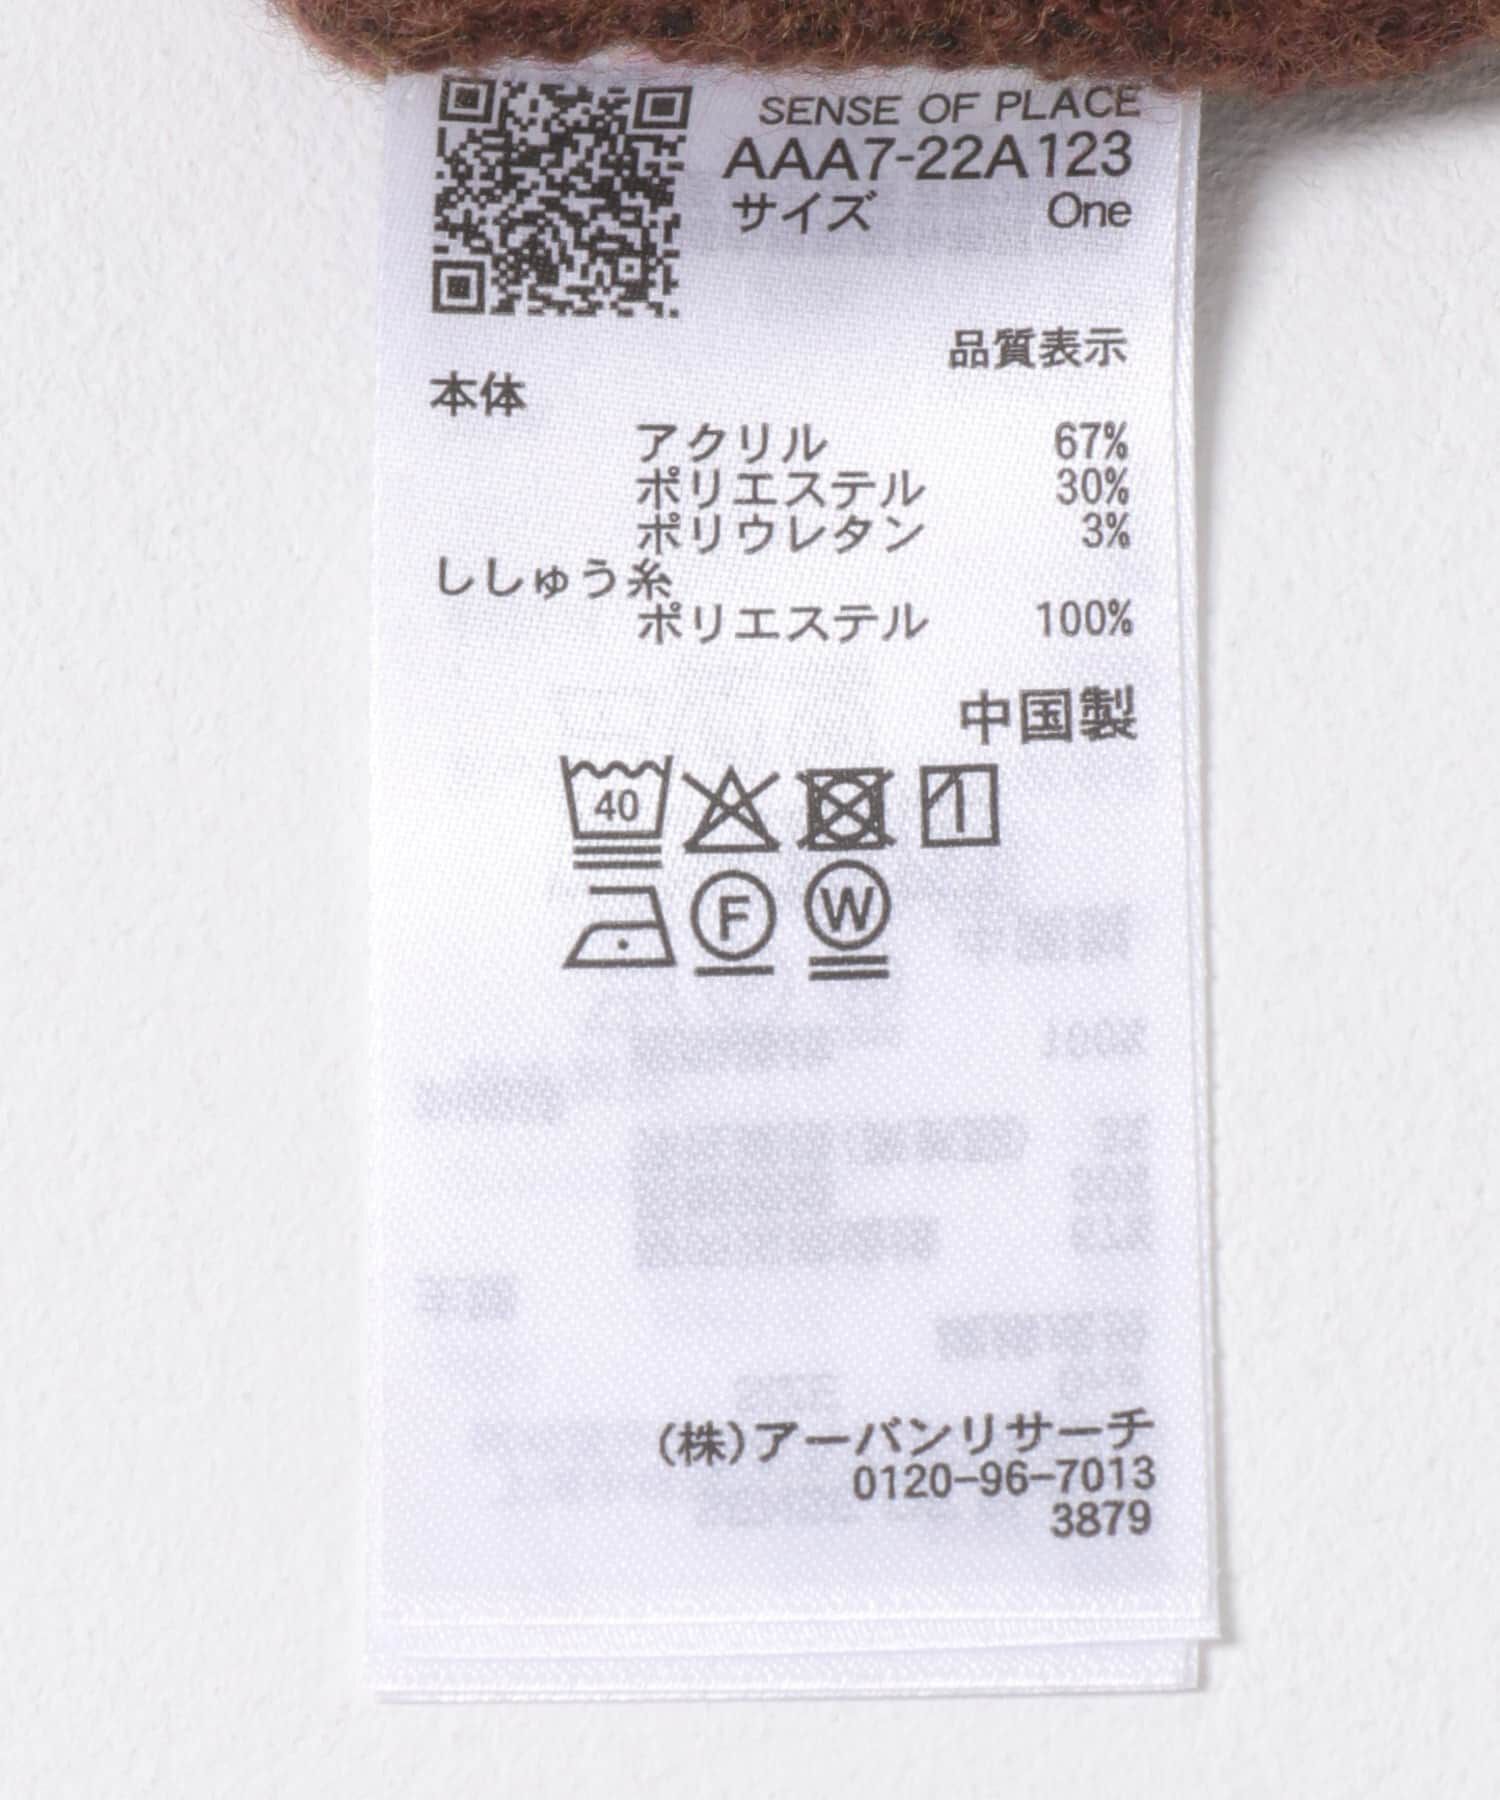 SENSE OF PLACE
AAA7-22A123
サイズ One
品質表示
本体
アクリル 67%
ポリエステル 30%
ポリウレタン 3%
ししゅう糸
ポリエステル 100%
中国製
40
F W
(株)アーバンリサーチ
0120-96-7013
3879